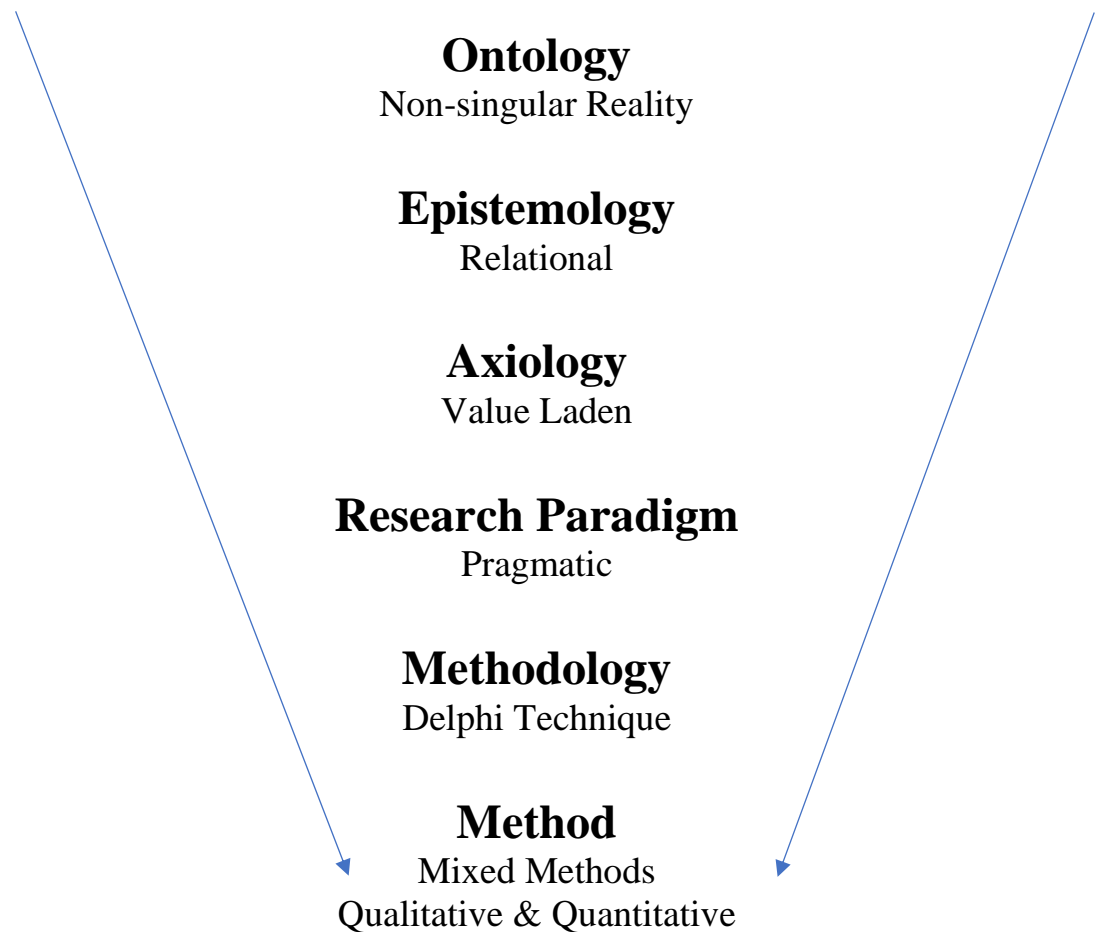 Ontology
Non-singular Reality
Epistemology
Relational
Axiology
Value Laden
Research Paradigm
Pragmatic
Methodology
Delphi Technique
Method
Mixed Methods
Qualitative & Quantitative